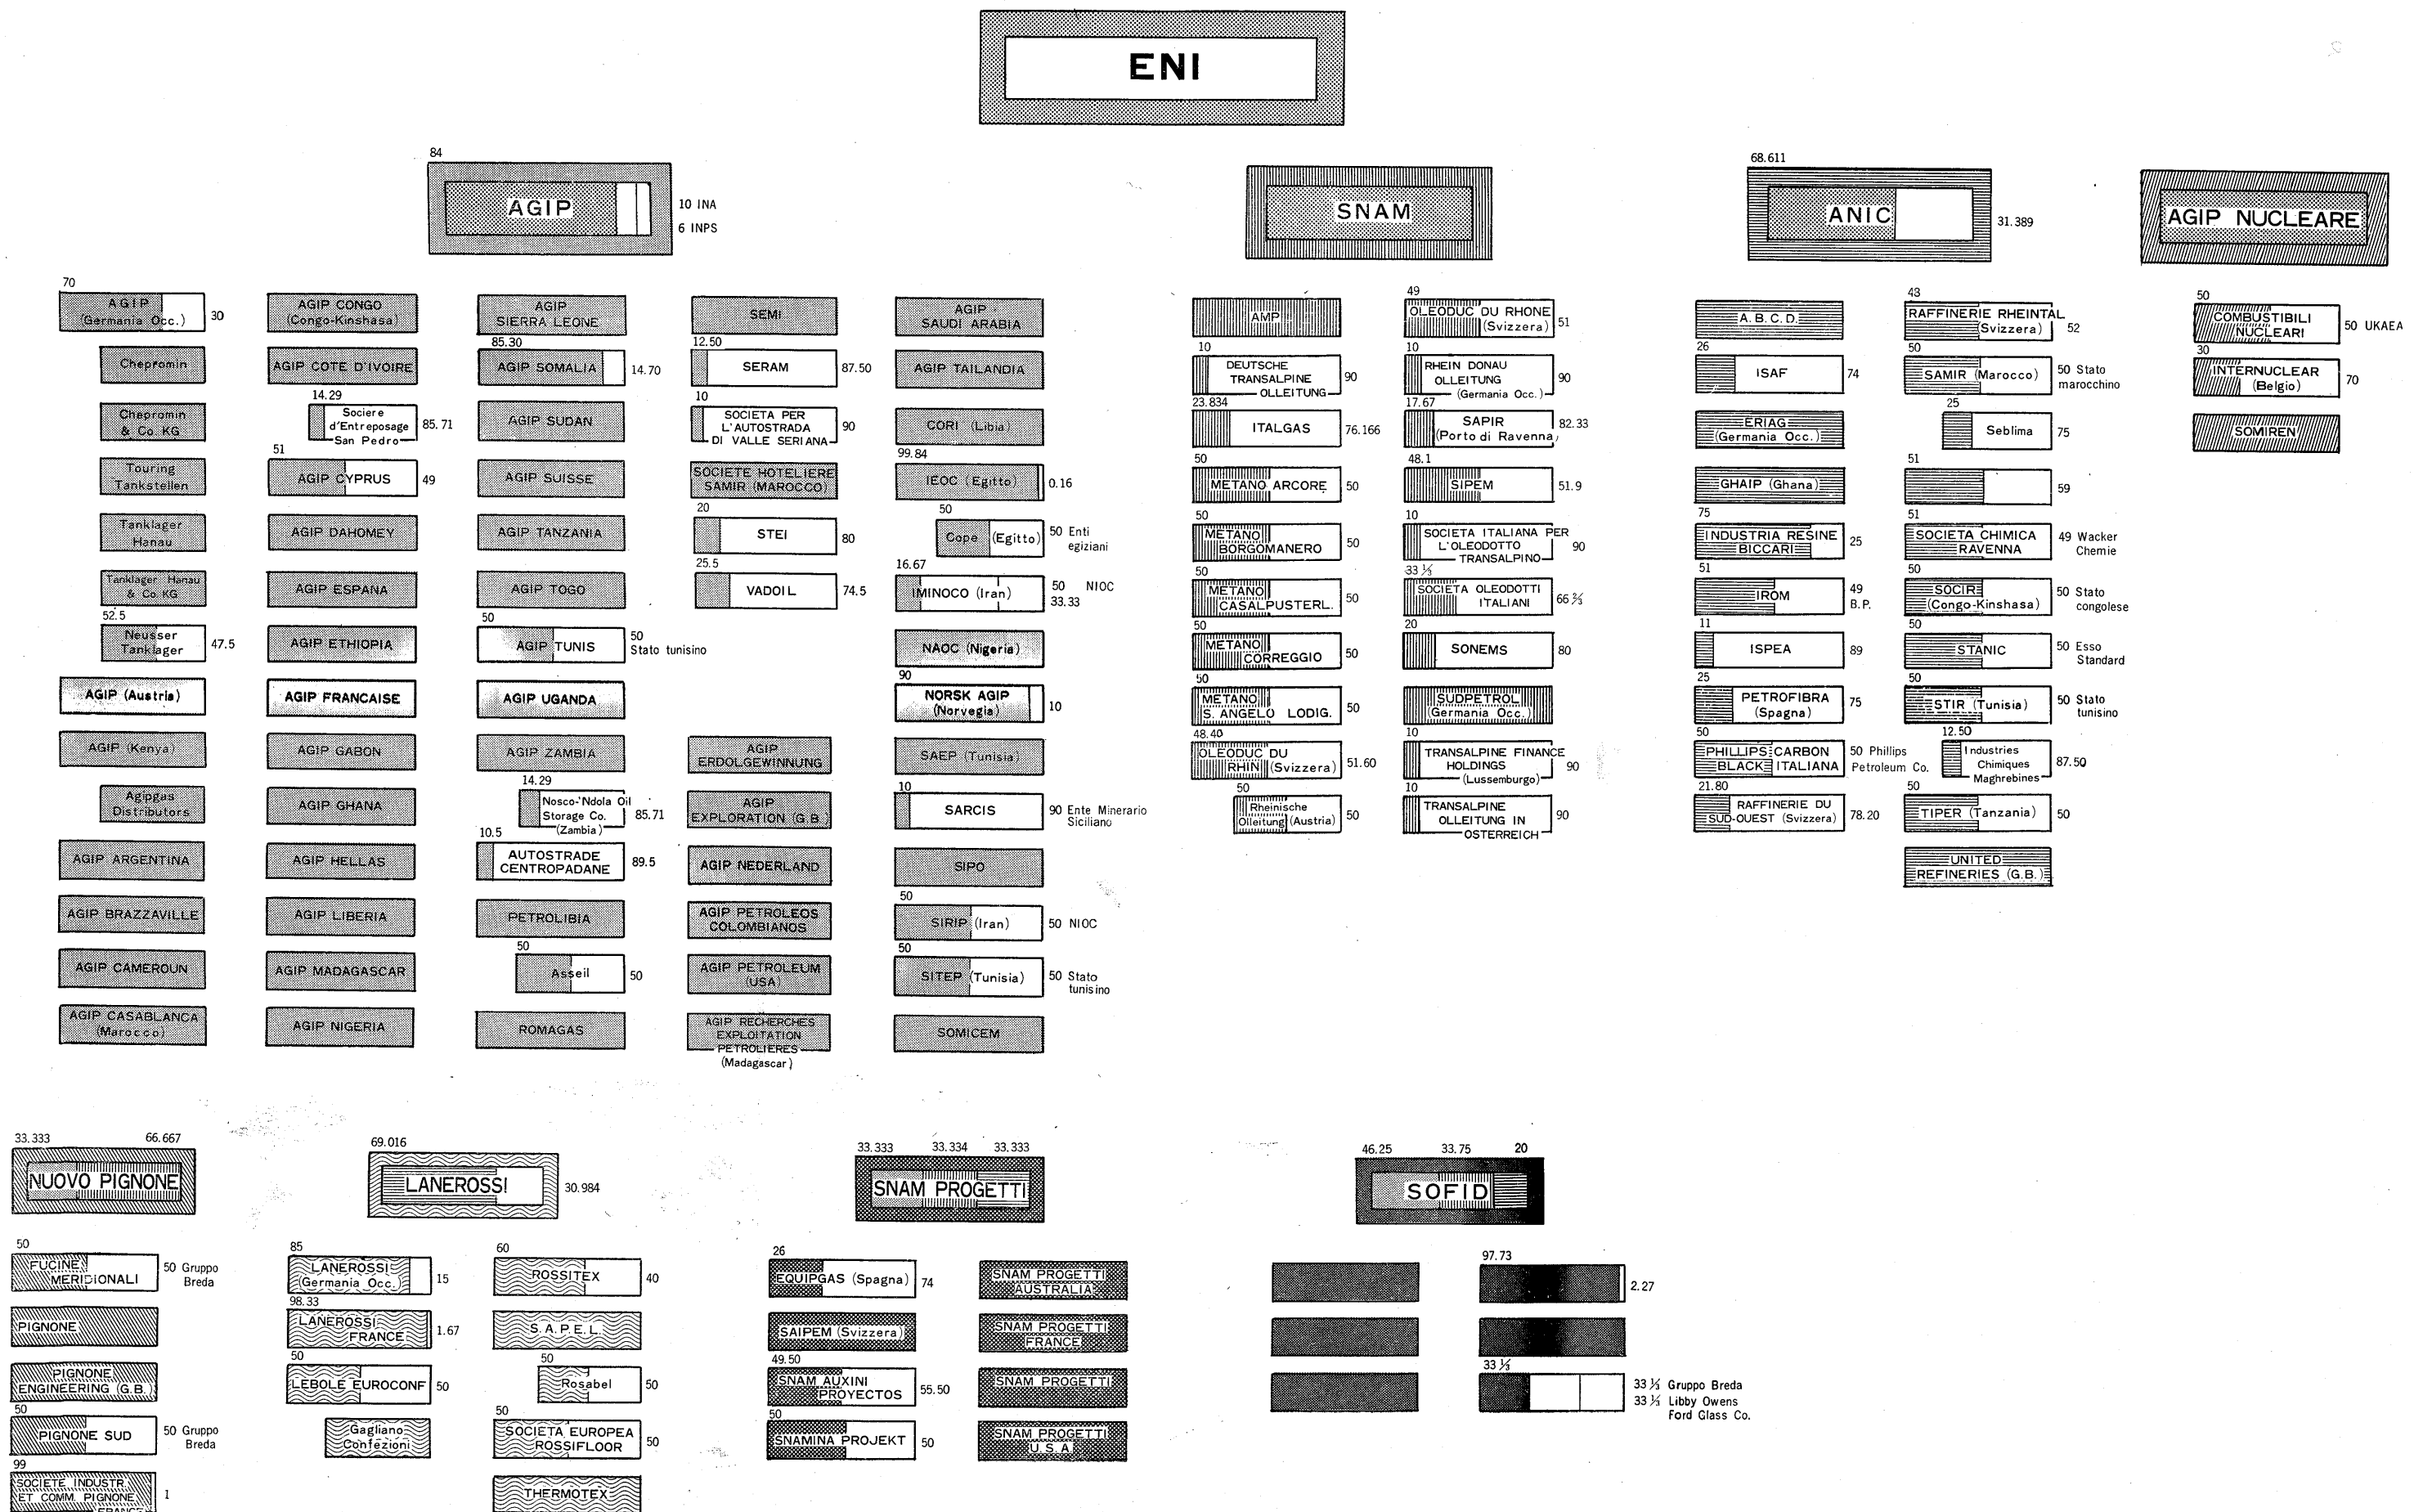 ENI
84
AGIP
10 INA
6 INPS
SNAM
68.611
ANIC
31.389
AGIP NUCLEARE
70
AGIP
(Germania Occ.)
30
Chepromin
Chepromin
& Co. KG
Touring
Tankstellen
Tanklager
Hanau
Tanklager Hanau
& Co. KG
52.5
Neusser
Tanklager
47.5
AGIP (Austria)
AGIP (Kenya)
Agipgas
Distributors
AGIP ARGENTINA
AGIP BRAZZAVILLE
AGIP CAMEROUN
AGIP CASABLANCA
(Marocco)
AGIP CONGO
(Congo-Kinshasa)
AGIP COTE D'IVOIRE
14.29
Sociere
d'Entreposage
San Pedro
85.71
51
AGIP CYPRUS
49
AGIP DAHOMEY
AGIP ESPANA
AGIP ETHIOPIA
AGIP FRANCAISE
AGIP GABON
AGIP GHANA
AGIP HELLAS
AGIP LIBERIA
AGIP MADAGASCAR
AGIP NIGERIA
AGIP
SIERRA LEONE
85.30
AGIP SOMALIA
14.70
AGIP SUDAN
AGIP SUISSE
AGIP TANZANIA
AGIP TOGO
50
AGIP TUNIS
50
Stato tunisino
AGIP UGANDA
AGIP ZAMBIA
14.29
Nosco-'Ndola Oil
Storage Co.
(Zambia)
85.71
10.5
AUTOSTRADE
CENTROPADANE
89.5
PETROLIBIA
50
Asseil
50
ROMAGAS
SEMI
12.50
SERAM
87.50
10
SOCIETA PER
L'AUTOSTRADA
DI VALLE SERIANA
90
SOCIETE HOTELIERE
SAMIR (MAROCCO)
20
STEI
80
25.5
VADOIL
74.5
AGIP
ERDOLGEWINNUNG
AGIP
EXPLORATION (G.B.)
AGIP NEDERLAND
AGIP PETROLEOS
COLOMBIANOS
AGIP PETROLEUM
(USA)
AGIP RECHERCHES
EXPLOITATION
PETROLIERES
(Madagascar)
AGIP
SAUDI ARABIA
AGIP TAILANDIA
CORI (Libia)
99.84
IEOC (Egitto)
0.16
50
Cope (Egitto)
50 Enti
egiziani
16.67
IMINOCO (Iran)
50 NIOC
33.33
NAOC (Nigeria)
90
NORSK AGIP
(Norvegia)
10
SAEP (Tunisia)
10
SARCIS
90 Ente Minerario
Siciliano
SIPO
50
SIRIP (Iran)
50 NIOC
50
SITEP (Tunisia)
50 Stato
tunisino
SOMICEM
AMP
10
DEUTSCHE
TRANSALPINE
OLLEITUNG
90
23.834
ITALGAS
76.166
50
METANO ARCORE
50
50
METANO
BORGOMANERO
50
50
METANO
CASALPUSTERL.
50
50
METANO
CORREGGIO
50
METANO
S. ANGELO LODIG.
50
48.40
OLEODUC DU
RHIN (Svizzera)
51.60
50
Rheinische
Olleitung (Austria)
50
49
OLEODUC DU RHONE
(Svizzera)
51
10
RHEIN DONAU
OLLEITUNG
(Germania Occ.)
90
17.67
SAPIR
(Porto di Ravenna)
82.33
48.1
SIPEM
51.9
10
SOCIETA ITALIANA PER
L'OLEODOTTO
TRANSALPINO
90
33 ⅓
SOCIETA OLEODOTTI
ITALIANI
66 ⅔
20
SONEMS
80
SUDPETROL
(Germania Occ.)
10
TRANSALPINE FINANCE
HOLDINGS
(Lussemburgo)
90
10
TRANSALPINE
OLLEITUNG IN
OSTERREICH
90
A.B.C.D.
26
ISAF
74
ERIAG
(Germania Occ.)
GHAIP (Ghana)
75
INDUSTRIA RESINE
BICCARI
25
51
IROM
49
B.P.
11
ISPEA
89
25
PETROFIBRA
(Spagna)
75
50
PHILLIPS CARBON
BLACK ITALIANA
50 Phillips
Petroleum Co.
21.80
RAFFINERIE DU
SUD-OUEST (Svizzera)
78.20
43
RAFFINERIE RHEINTAL
(Svizzera)
52
50
SAMIR (Marocco)
50 Stato
marocchino
25
Seblima
75
51
59
51
SOCIETA CHIMICA
RAVENNA
49 Wacker
Chemie
50
SOCIR
(Congo-Kinshasa)
50 Stato
congolese
50
STANIC
50 Esso
Standard
50
STIR (Tunisia)
50 Stato
tunisino
12.50
Industries
Chimiques
Maghrebines
87.50
50
TIPER (Tanzania)
50
UNITED
REFINERIES (G.B.)
50
COMBUSTIBILI
NUCLEARI
50 UKAEA
30
INTERNUCLEAR
(Belgio)
70
SOMIREN
33.333 66.667
NUOVO PIGNONE
50
FUCINE
MERIDIONALI
50 Gruppo
Breda
PIGNONE
PIGNONE
ENGINEERING (G.B.)
50
PIGNONE SUD
50 Gruppo
Breda
99
SOCIETE INDUSTR.
ET COMM. PIGNONE
FRANCE
1
69.016
LANEROSSI
30.984
85
LANEROSSI
(Germania Occ.)
15
98.33
LANEROSSI
FRANCE
1.67
50
LEBOLE EUROCONF
50
Gagliano
Confezioni
60
ROSSITEX
40
S.A.P.E.L.
50
Rosabel
50
50
SOCIETA EUROPEA
ROSSIFLOOR
50
THERMOTEX
33.333 33.334 33.333
SNAM PROGETTI
26
EQUIPGAS (Spagna)
74
SAIPEM (Svizzera)
49.50
SNAM AUXINI
PROYECTOS
55.50
50
SNAMINA PROJEKT
50
SNAM PROGETTI
AUSTRALIA
SNAM PROGETTI
FRANCE
SNAM PROGETTI
SNAM PROGETTI
U.S.A.
46.25 33.75 20
SOFID
97.73
2.27
33 ⅓
33 ⅓ Gruppo Breda
33 ⅓ Libby Owens
Ford Glass Co.